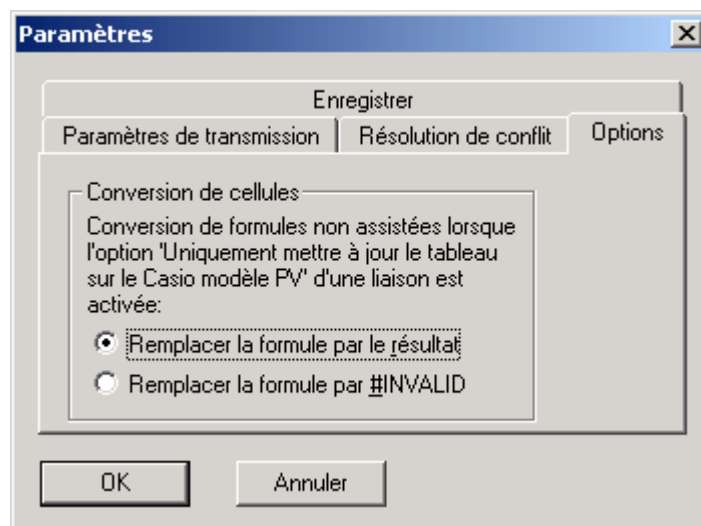 Paramètres
Enregistrer
Paramètres de transmission
Résolution de conflit
Options
Conversion de cellules
Conversion de formules non assistées lorsque
l'option 'Uniquement mettre à jour le tableau
sur le Casio modèle PV' d'une liaison est
activée:
Remplacer la formule par le résultat
Remplacer la formule par #INVALID
OK
Annuler